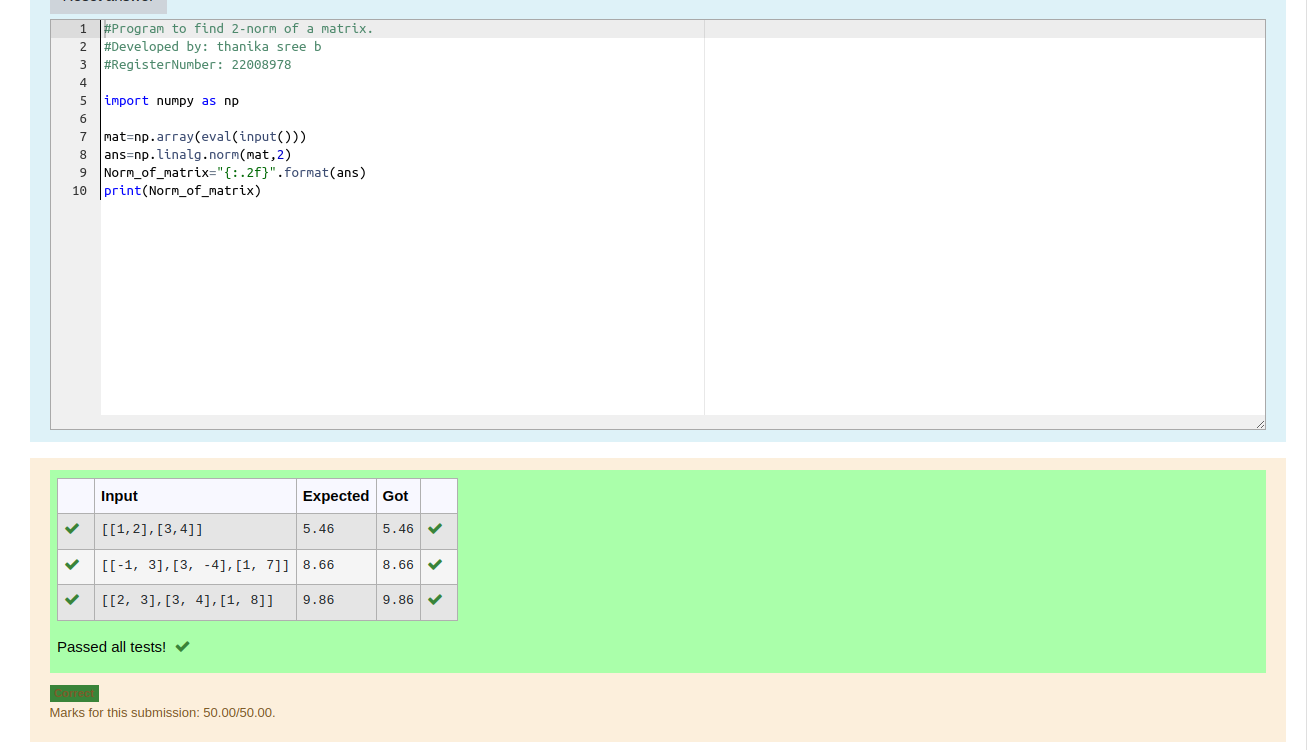 Reset answer
1 #Program to find 2-norm of a matrix.
2 #Developed by: thanika sree b
3 #RegisterNumber: 22008978
4
5 import numpy as np
6
7 mat=np.array(eval(input()))
8 ans=np.linalg.norm(mat,2)
9 Norm_of_matrix="{:.2f}".format(ans)
10 print(Norm_of_matrix)
Input Expected Got
[[1,2],[3,4]] 5.46 5.46
[[-1, 3],[3, -4],[1, 7]] 8.66 8.66
[[2, 3],[3, 4],[1, 8]] 9.86 9.86
Passed all tests!
Correct
Marks for this submission: 50.00/50.00.